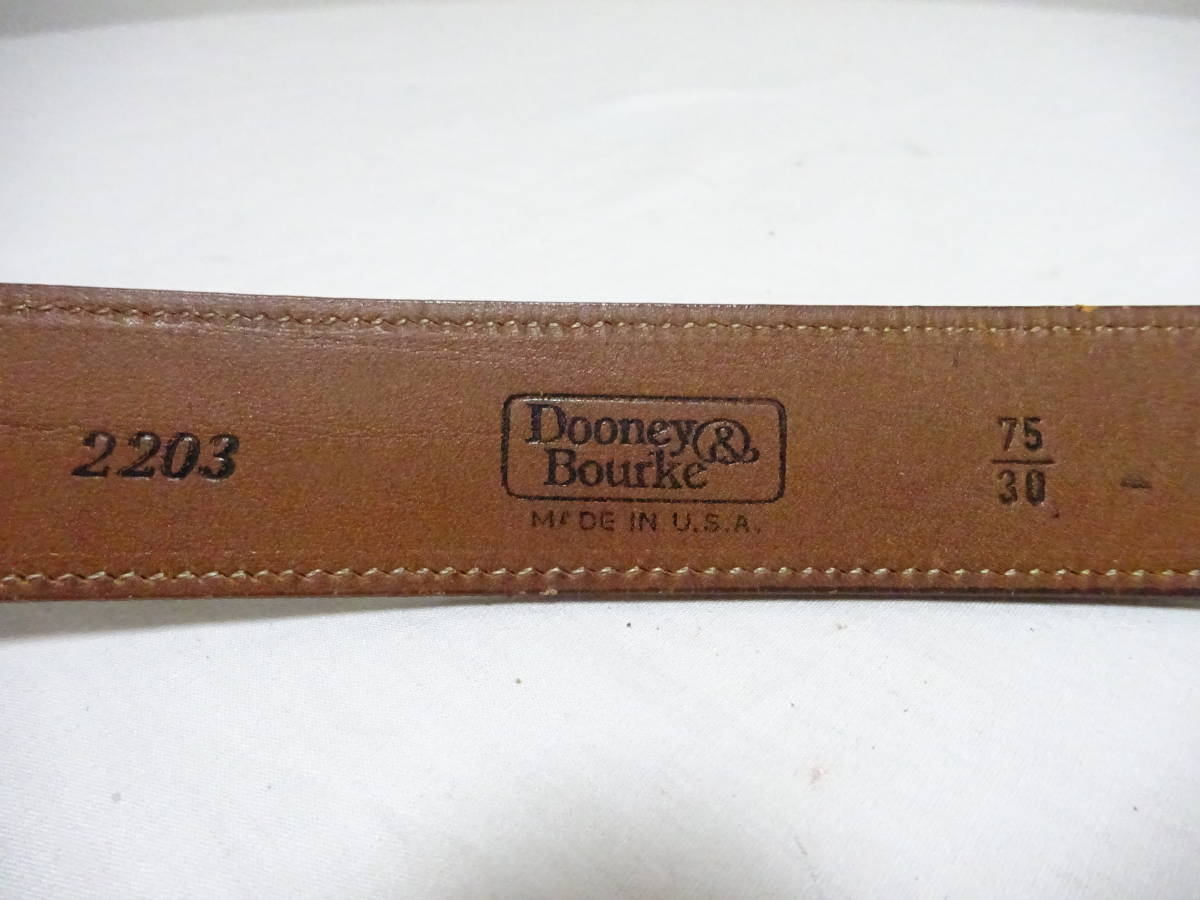 2203
Dooney &
Bourke
MADE IN U.S.A.
75
30